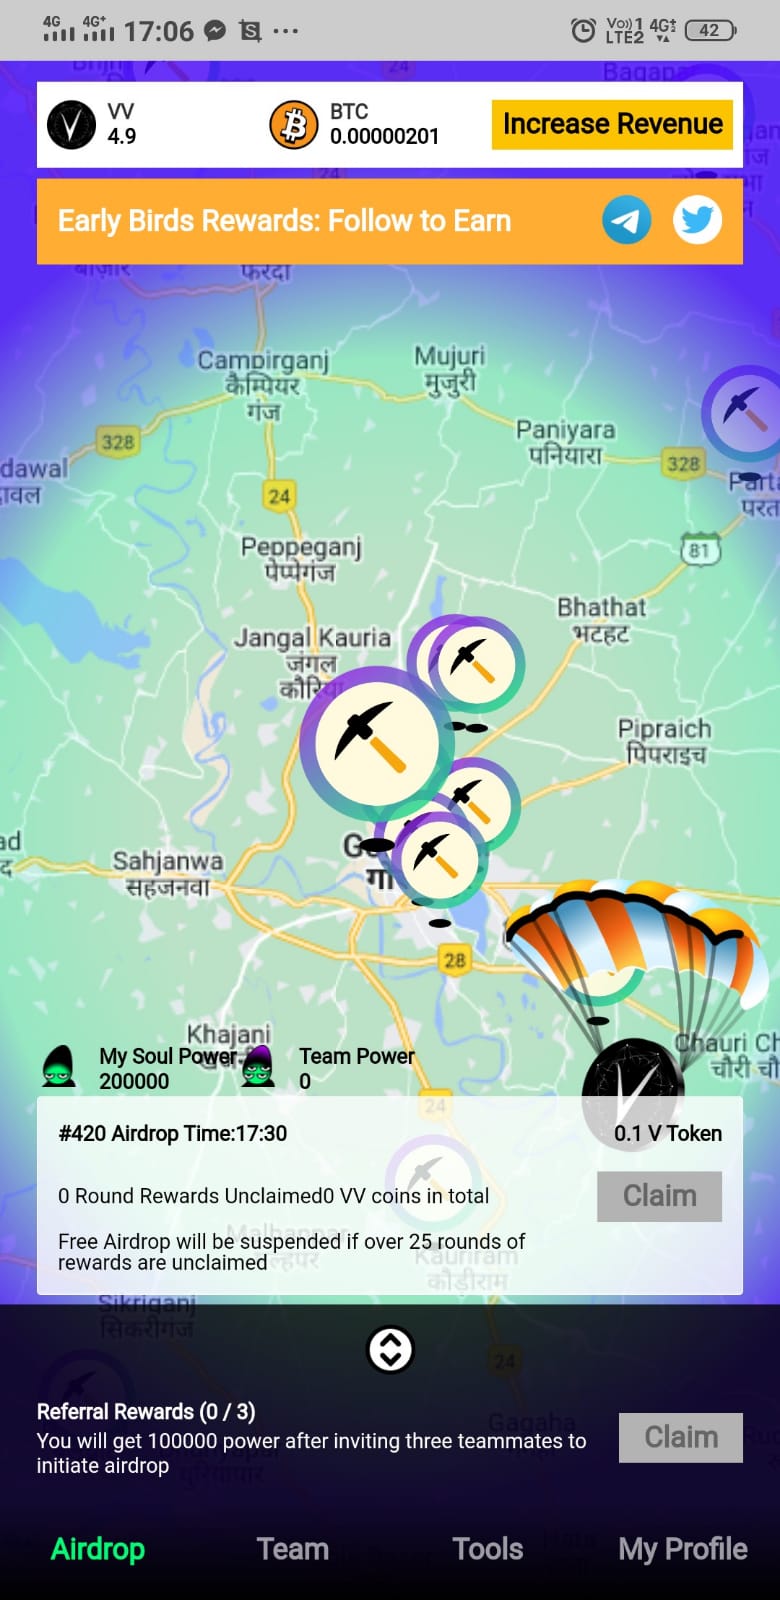 4G 4G+ 17:06 S ... Vo)) 1 LTE2 4G+ 42
24
VV
4.9
BTC
0.00000201
Increase Revenue
Early Birds Rewards: Follow to Earn
Campirganj
कैम्पियर
गंज
Mujuri
मुजुरी
Paniyara
पनियारा
328
328
24
81
Peppeganj
पेप्पेगंज
Bhathat
भटहट
Jangal Kauria
जंगल
कौरिया
Pipraich
पिपराइच
Sahjanwa
सहजनवा
28
Khajani
My Soul Power
200000
Team Power
0
24
#420 Airdrop Time:17:30
0.1 V Token
0 Round Rewards Unclaimed0 VV coins in total
Claim
Free Airdrop will be suspended if over 25 rounds of
rewards are unclaimed
Kauriram
कौड़ीराम
Sikriganj
सिकरीगंज
24
Referral Rewards (0 / 3)
You will get 100000 power after inviting three teammates to
initiate airdrop
Claim
Gagaha
Airdrop
Team
Tools
My Profile